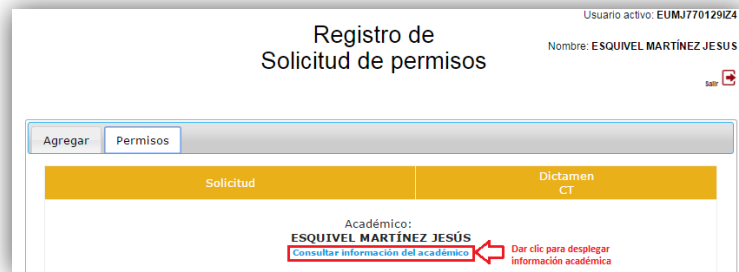 Usuario activo: EUMJ770129IZ4
Registro de
Solicitud de permisos
Nombre: ESQUIVEL MARTÍNEZ JESUS
Salir
Agregar
Permisos
Solicitud
Dictamen
CT
Académico:
ESQUIVEL MARTÍNEZ JESÚS
Consultar información del académico
Dar clic para desplegar
información académica